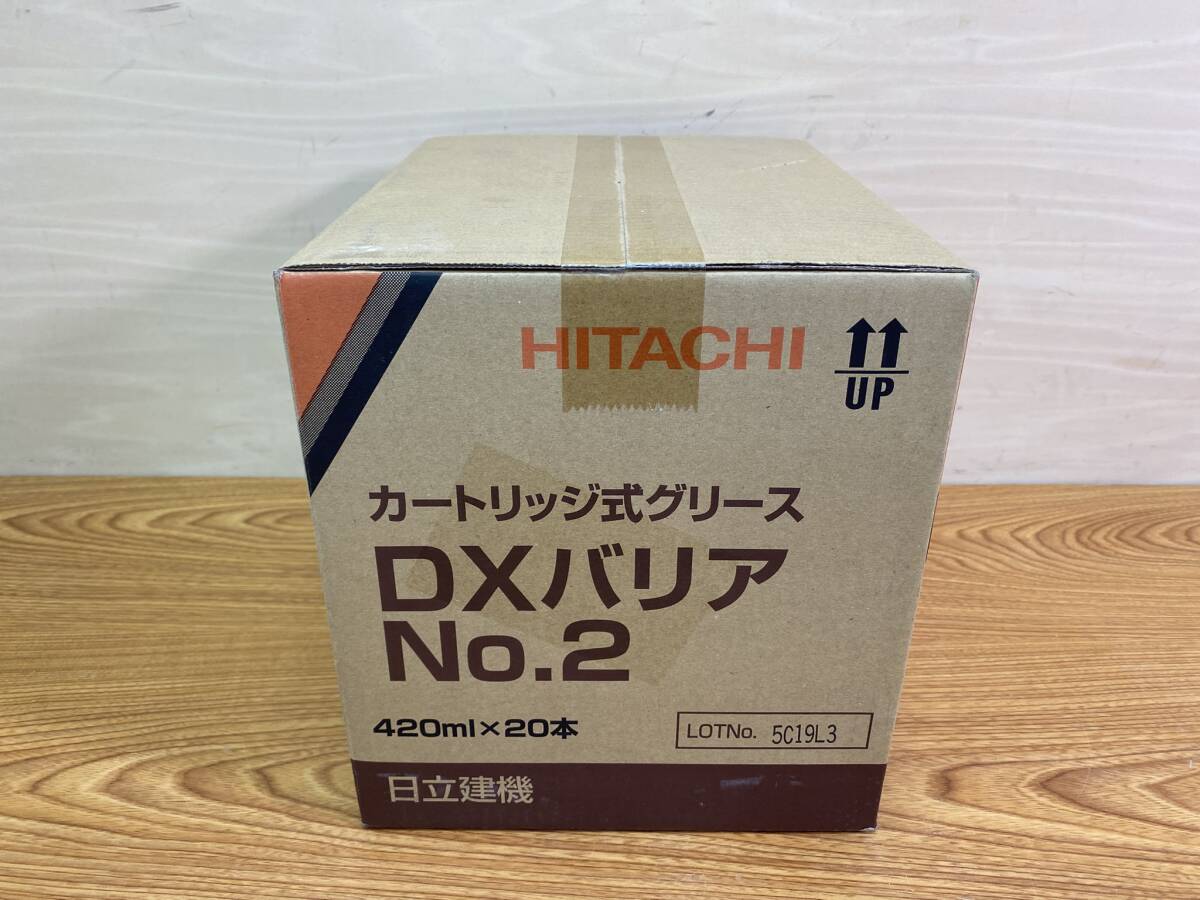 HITACHI
UP
カートリッジ式グリース
DXバリア
No.2
420ml×20本
LOTNo. 5C19L3
日立建機